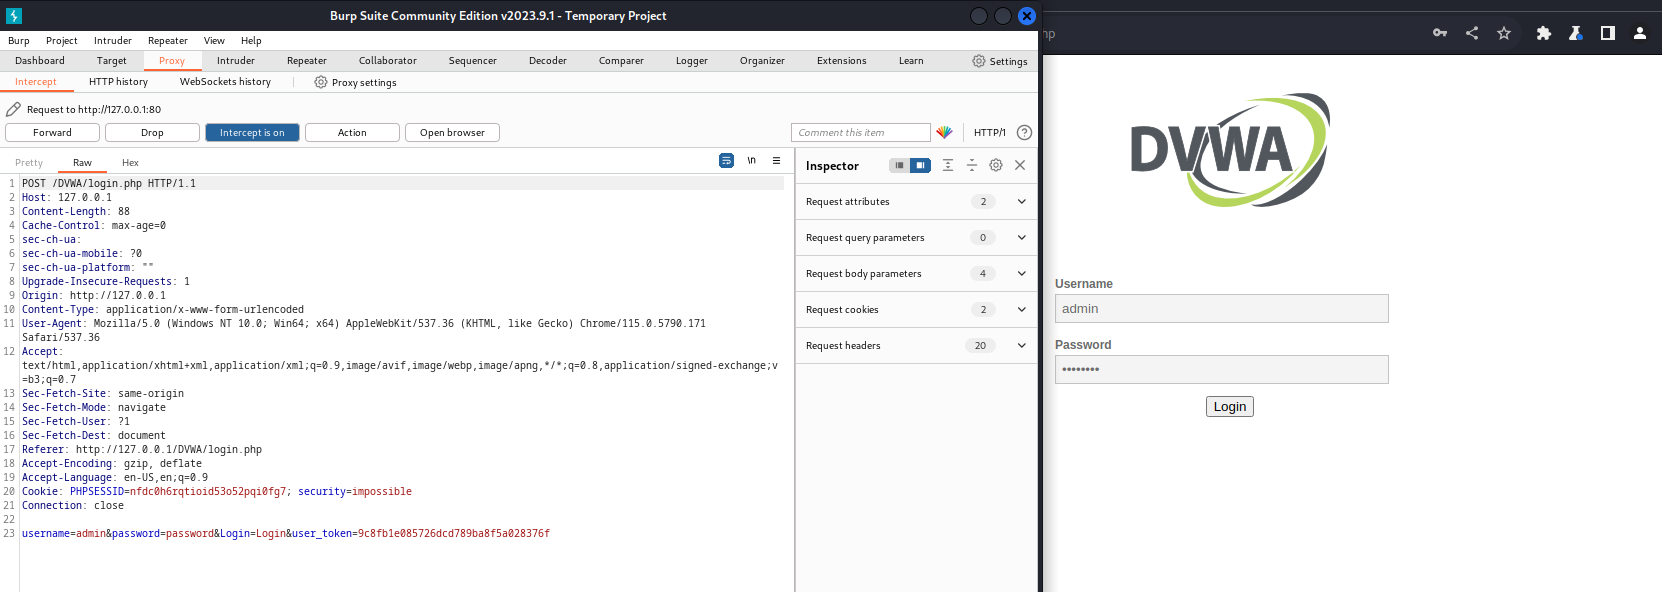 Burp Suite Community Edition v2023.9.1 - Temporary Project
Burp Project Intruder Repeater View Help
Dashboard Target Proxy Intruder Repeater Collaborator Sequencer Decoder Comparer Logger Organizer Extensions Learn Settings
Intercept HTTP history WebSockets history Proxy settings
Request to http://127.0.0.1:80
Forward Drop Intercept is on Action Open browser Comment this item HTTP/1 ?
Pretty Raw Hex \n
1 POST /DVWA/login.php HTTP/1.1
2 Host: 127.0.0.1
3 Content-Length: 88
4 Cache-Control: max-age=0
5 sec-ch-ua:
6 sec-ch-ua-mobile: ?0
7 sec-ch-ua-platform: ""
8 Upgrade-Insecure-Requests: 1
9 Origin: http://127.0.0.1
10 Content-Type: application/x-www-form-urlencoded
11 User-Agent: Mozilla/5.0 (Windows NT 10.0; Win64; x64) AppleWebKit/537.36 (KHTML, like Gecko) Chrome/115.0.5790.171
Safari/537.36
12 Accept:
text/html,application/xhtml+xml,application/xml;q=0.9,image/avif,image/webp,image/apng,*/*;q=0.8,application/signed-exchange;v
=b3;q=0.7
13 Sec-Fetch-Site: same-origin
14 Sec-Fetch-Mode: navigate
15 Sec-Fetch-User: ?1
16 Sec-Fetch-Dest: document
17 Referer: http://127.0.0.1/DVWA/login.php
18 Accept-Encoding: gzip, deflate
19 Accept-Language: en-US,en;q=0.9
20 Cookie: PHPSESSID=nfdc0h6rqtioid53o52pqi0fg7; security=impossible
21 Connection: close
22
23 username=admin&password=password&Login=Login&user_token=9c8fb1e085726dcd789ba8f5a028376f
Inspector
Request attributes 2
Request query parameters 0
Request body parameters 4
Request cookies 2
Request headers 20
hp
DVWA
Username
admin
Password
••••••••
Login